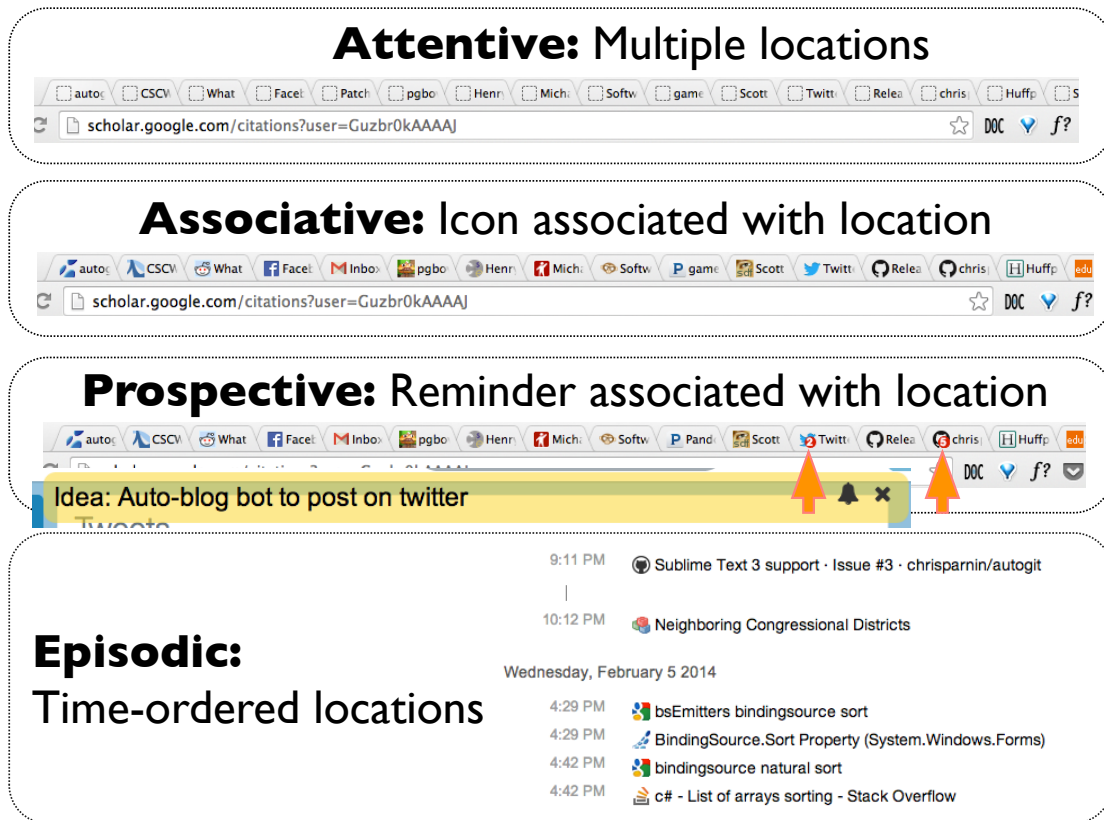 Attentive: Multiple locations
autog CSCW What Faceb Patch pgbo Henry Micha Softw game Scott Twitte Relea chris Huffp S
scholar.google.com/citations?user=Guzbr0kAAAAJ DOC f?
Associative: Icon associated with location
autog CSCW What Faceb Inbox pgbo Henry Micha Softw game Scott Twitte Relea chris Huffp edu
scholar.google.com/citations?user=Guzbr0kAAAAJ DOC f?
Prospective: Reminder associated with location
autog CSCW What Faceb Inbox pgbo Henry Micha Softw Pand Scott 2 Twitte Relea 6 chris Huffp edu
DOC f?
Idea: Auto-blog bot to post on twitter
Tweets
9:11 PM Sublime Text 3 support · Issue #3 · chrisparnin/autogit
10:12 PM Neighboring Congressional Districts
Episodic:
Time-ordered locations
Wednesday, February 5 2014
4:29 PM bsEmitters bindingsource sort
4:29 PM BindingSource.Sort Property (System.Windows.Forms)
4:42 PM bindingsource natural sort
4:42 PM c# - List of arrays sorting - Stack Overflow